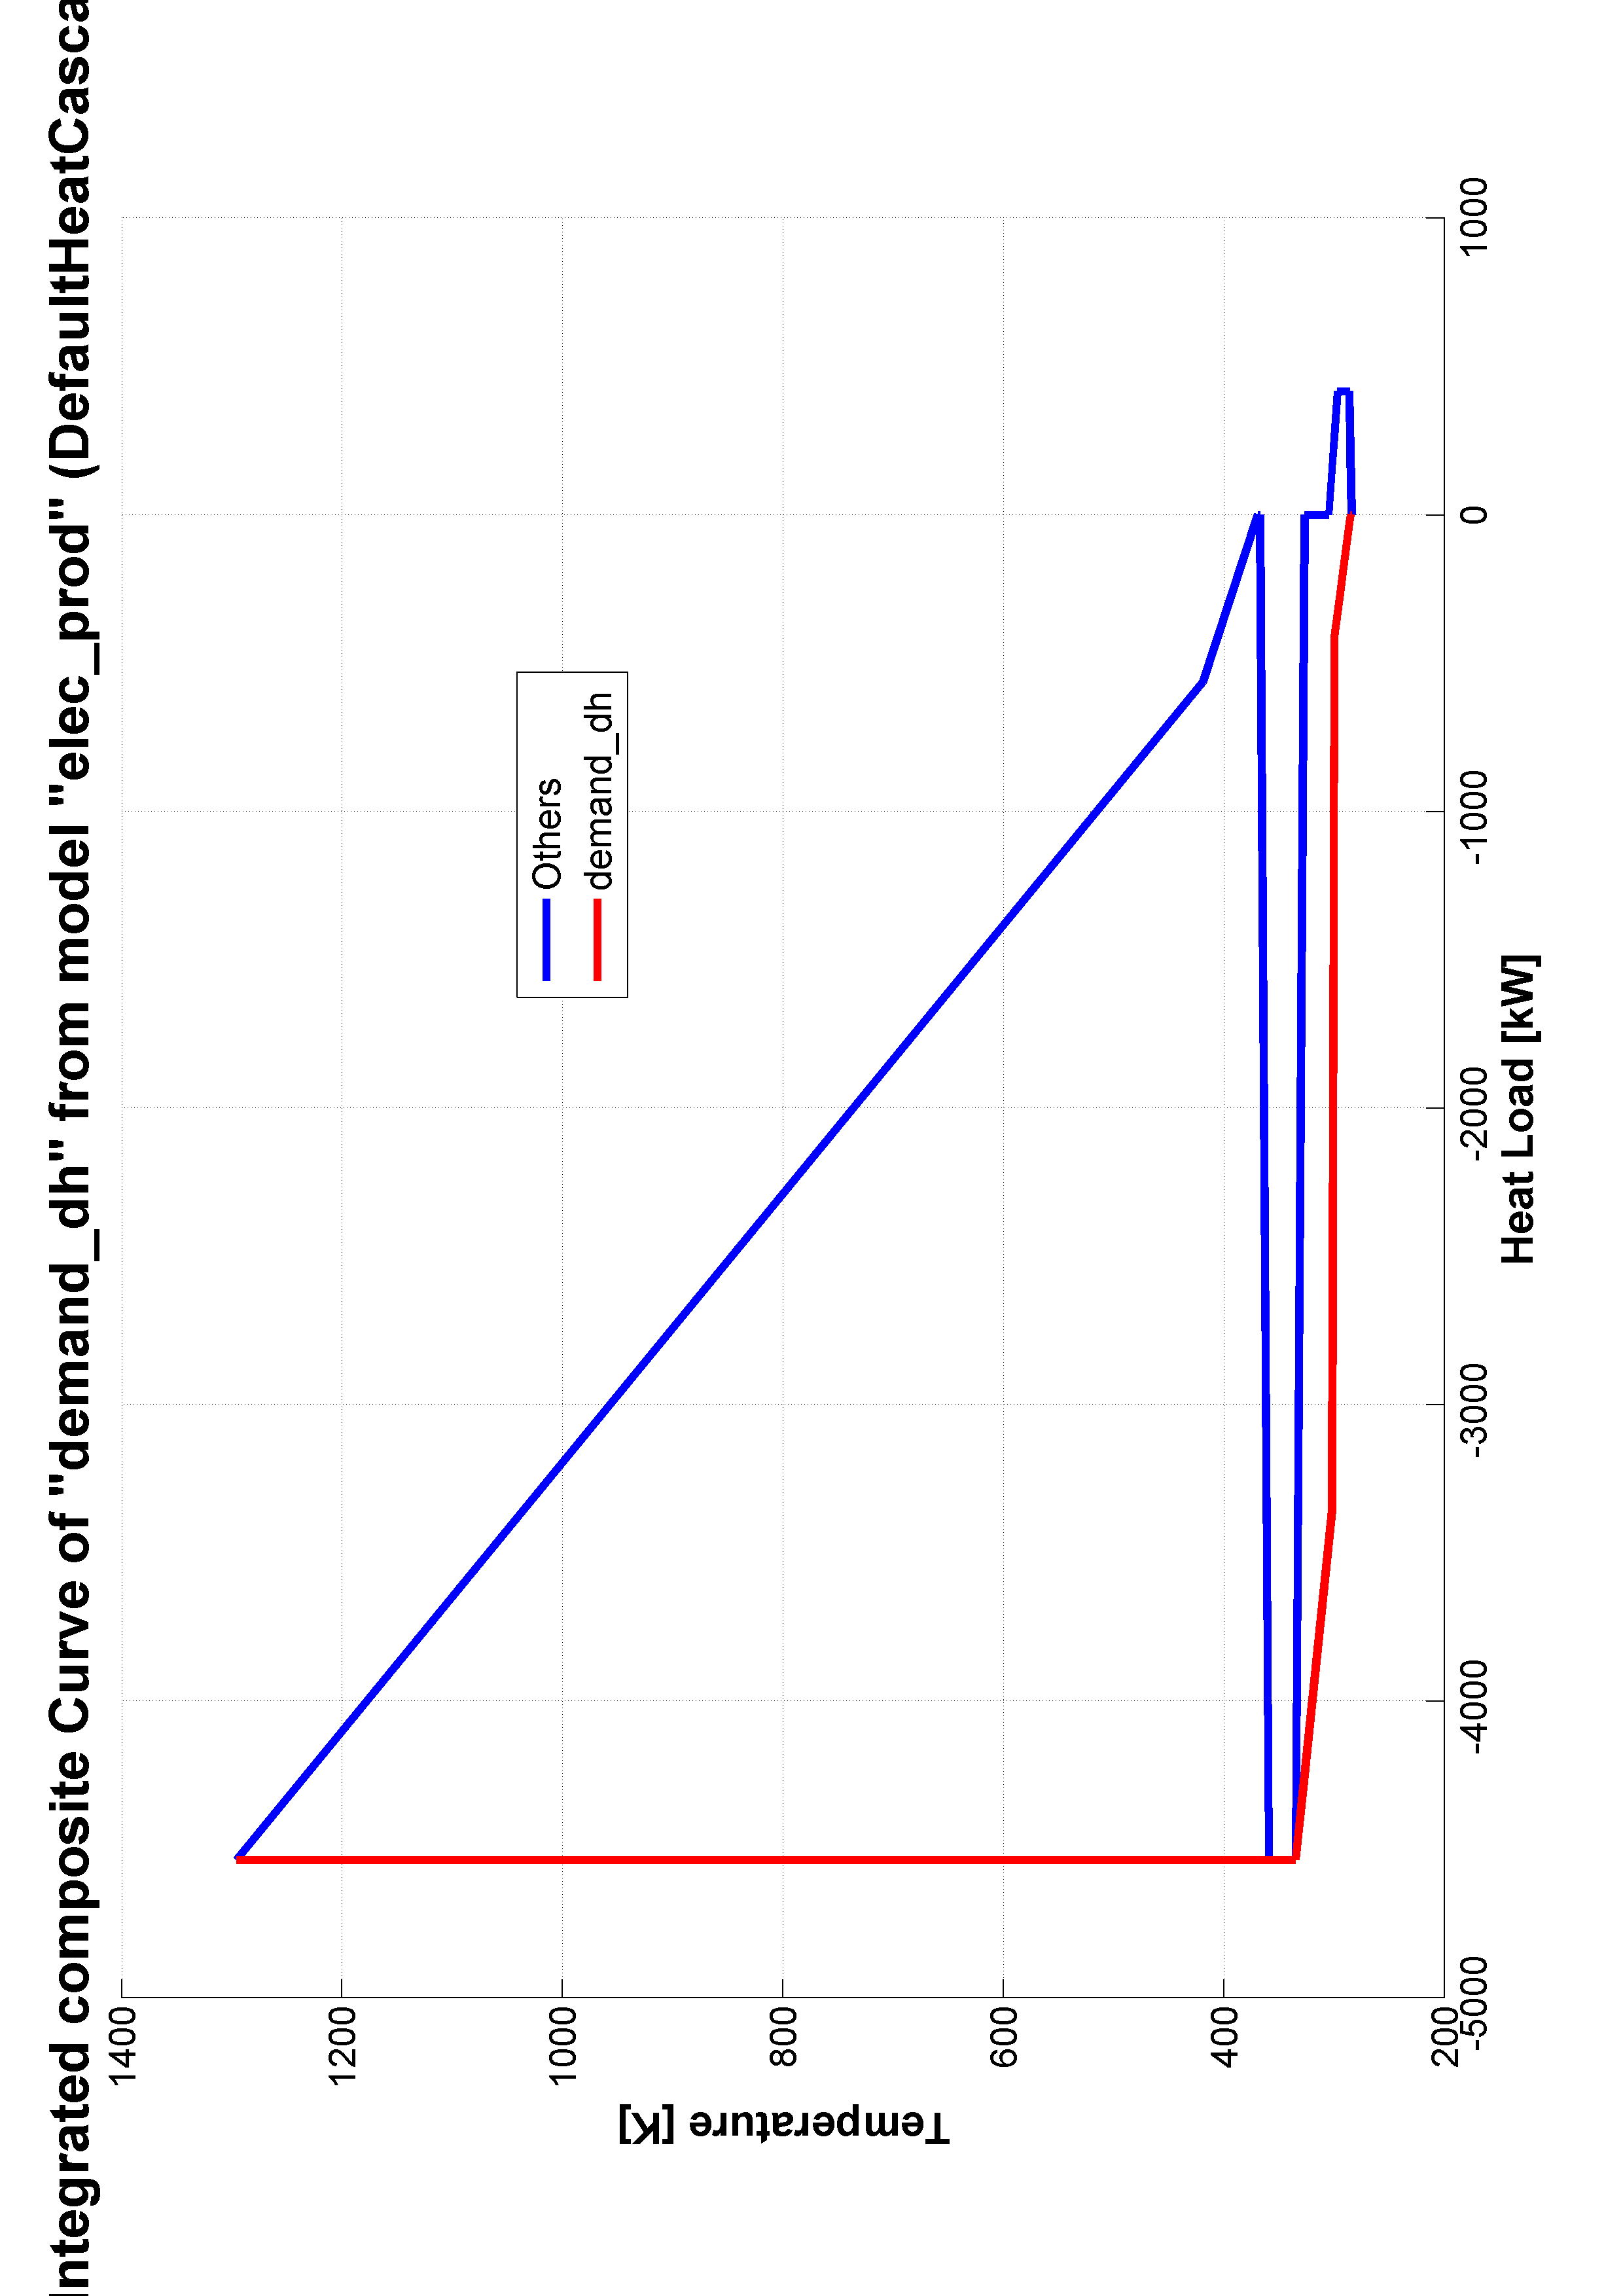 Integrated composite Curve of "demand_dh" from model "elec_prod" (DefaultHeatCasca
1400
1200
1000
800
600
400
200
Temperature [K]
Others
demand_dh
-5000
-4000
-3000
-2000
-1000
0
1000
Heat Load [kW]